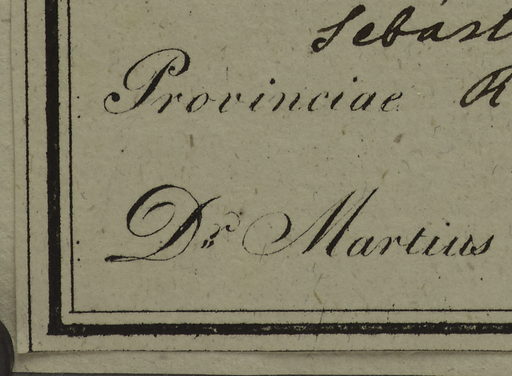 Sebast
Provinciae R
Dr. Martius